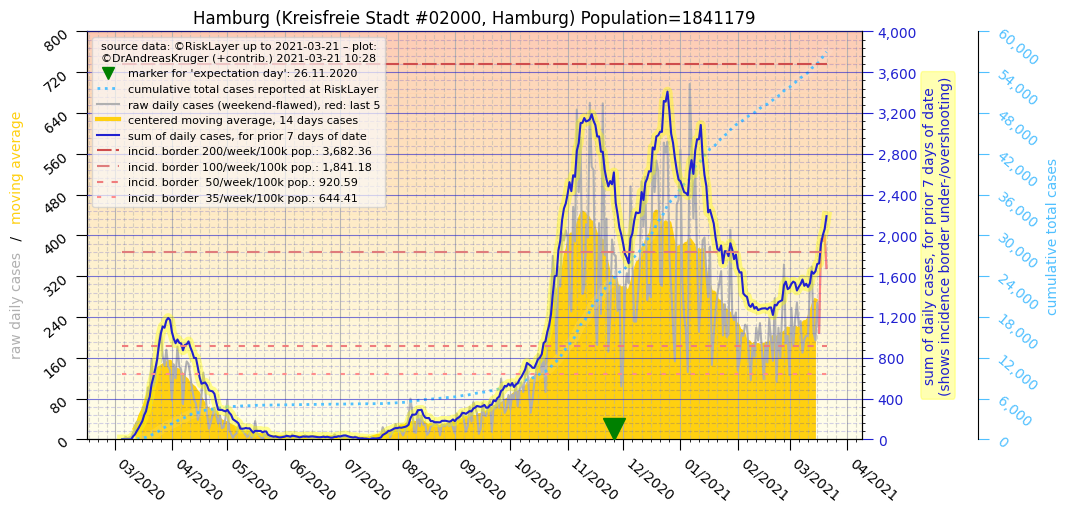 Hamburg (Kreisfreie Stadt #02000, Hamburg) Population=1841179
source data: ©RiskLayer up to 2021-03-21 – plot:
©DrAndreasKruger (+contrib.) 2021-03-21 10:28
marker for 'expectation day': 26.11.2020
cumulative total cases reported at RiskLayer
raw daily cases (weekend-flawed), red: last 5
centered moving average, 14 days cases
sum of daily cases, for prior 7 days of date
incid. border 200/week/100k pop.: 3,682.36
incid. border 100/week/100k pop.: 1,841.18
incid. border  50/week/100k pop.: 920.59
incid. border  35/week/100k pop.: 644.41
raw daily cases  /  moving average
800
720
640
560
480
400
320
240
160
80
0
03/2020
04/2020
05/2020
06/2020
07/2020
08/2020
09/2020
10/2020
11/2020
12/2020
01/2021
02/2021
03/2021
04/2021
4,000
3,600
3,200
2,800
2,400
2,000
1,600
1,200
800
400
0
sum of daily cases, for prior 7 days of date
(shows incidence border under-/overshooting)
60,000
54,000
48,000
42,000
36,000
30,000
24,000
18,000
12,000
6,000
0
cumulative total cases